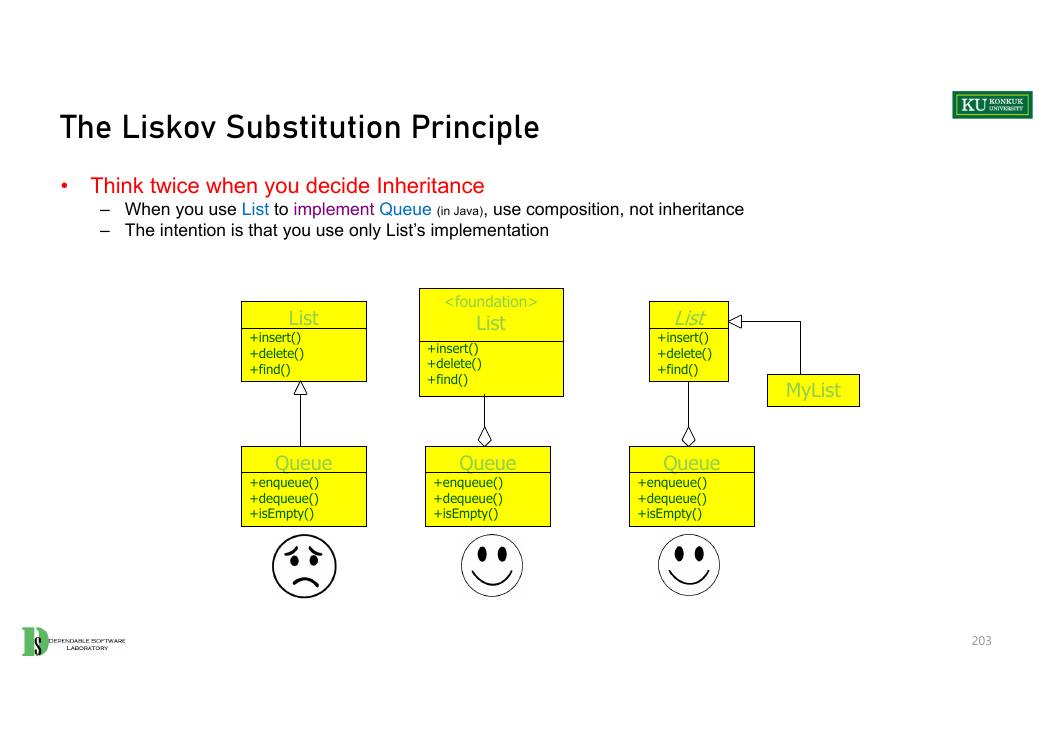 KU KONKUK
UNIVERSITY
The Liskov Substitution Principle
• Think twice when you decide Inheritance
– When you use List to implement Queue (in Java), use composition, not inheritance
– The intention is that you use only List's implementation
List
+insert()
+delete()
+find()
Queue
+enqueue()
+dequeue()
+isEmpty()
<foundation>
List
+insert()
+delete()
+find()
Queue
+enqueue()
+dequeue()
+isEmpty()
List
+insert()
+delete()
+find()
MyList
Queue
+enqueue()
+dequeue()
+isEmpty()
DS DEPENDABLE SOFTWARE
LABORATORY
203